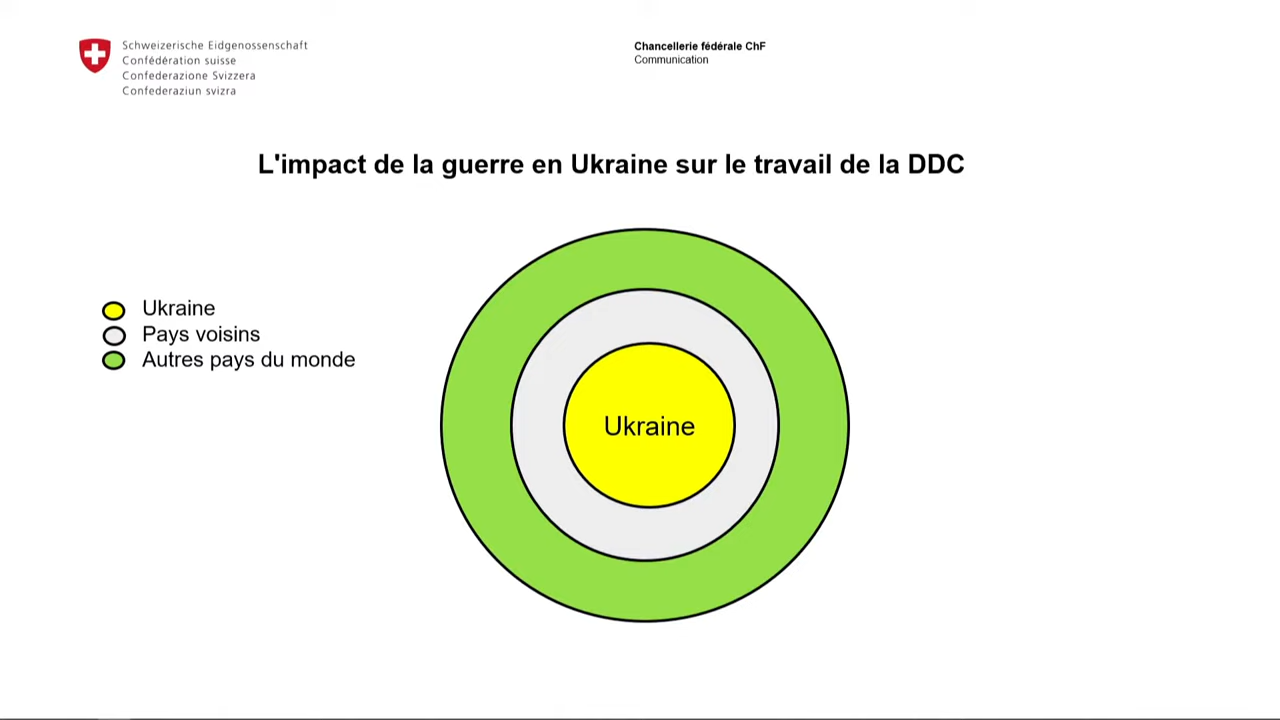 Schweizerische Eidgenossenschaft
Confédération suisse
Confederazione Svizzera
Confederaziun svizra
Chancellerie fédérale ChF
Communication
L'impact de la guerre en Ukraine sur le travail de la DDC
Ukraine
Pays voisins
Autres pays du monde
Ukraine